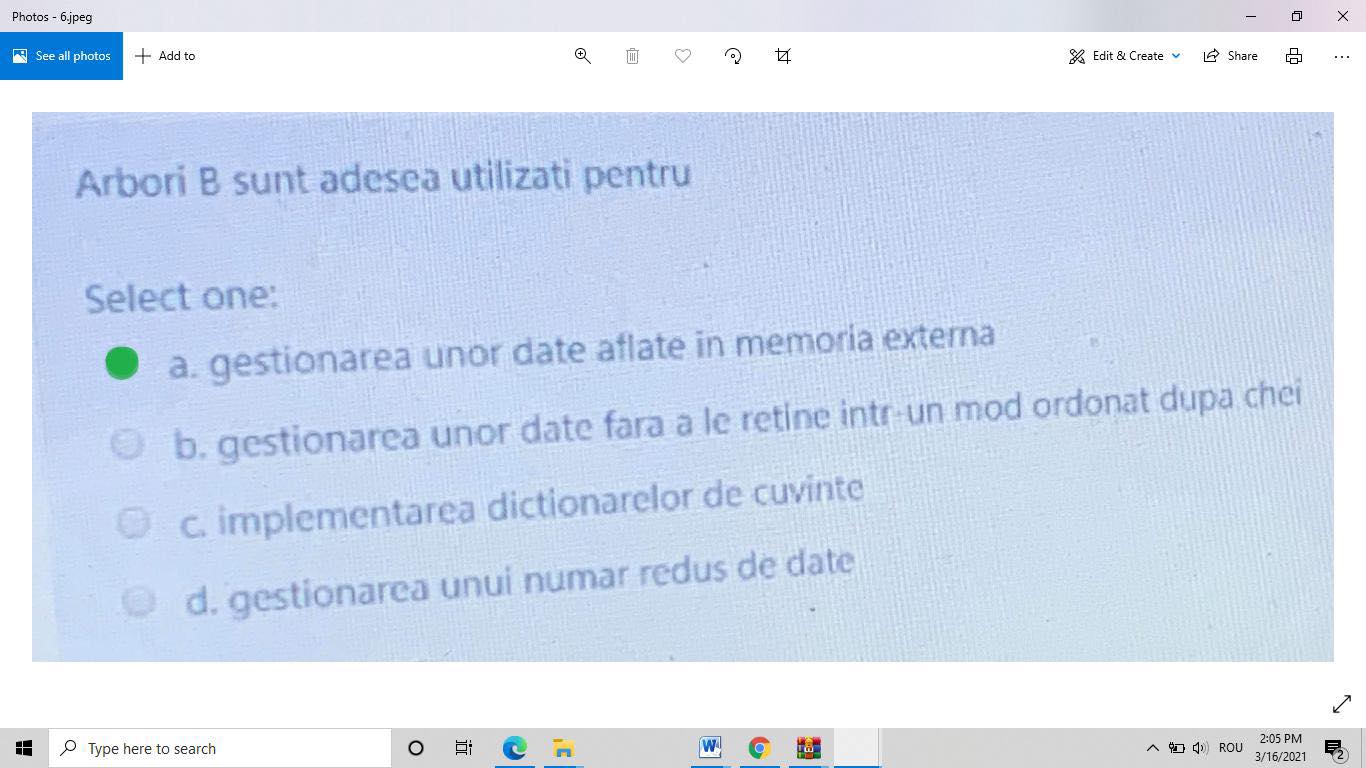 Photos - 6.jpeg
See all photos
Add to
Edit & Create
Share
Arbori B sunt adesea utilizati pentru
Select one:
a. gestionarea unor date aflate in memoria externa
b. gestionarea unor date fara a le retine intr-un mod ordonat dupa chei
c. implementarea dictionarelor de cuvinte
d. gestionarea unui numar redus de date
Type here to search
ROU
2:05 PM
3/16/2021
2